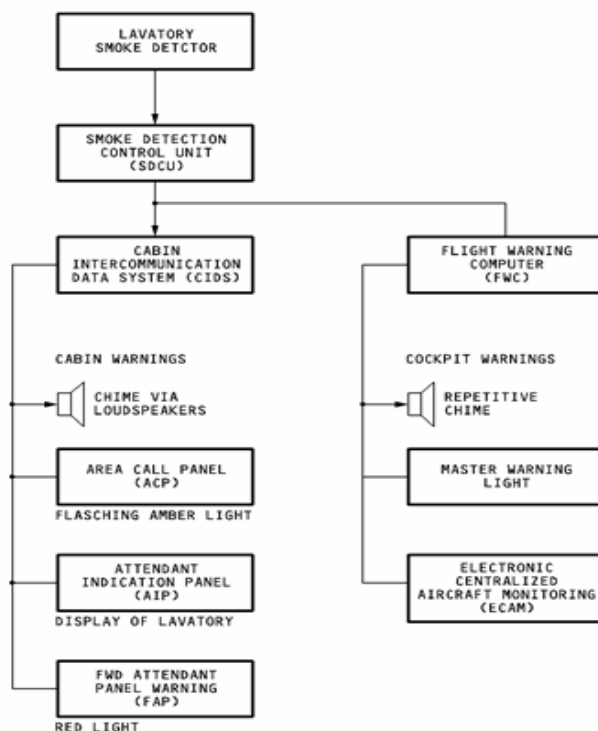 LAVATORY
SMOKE DETCTOR
SMOKE DETECTION
CONTROL UNIT
(SDCU)
CABIN
INTERCOMMUNICATION
DATA SYSTEM (CIDS)
FLIGHT WARNING
COMPUTER
(FWC)
CABIN WARNINGS
COCKPIT WARNINGS
CHIME VIA
LOUDSPEAKERS
REPETITIVE
CHIME
AREA CALL PANEL
(ACP)
FLASCHING AMBER LIGHT
MASTER WARNING
LIGHT
ATTENDANT
INDICATION PANEL
(AIP)
DISPLAY OF LAVATORY
ELECTRONIC
CENTRALIZED
AIRCRAFT MONITORING
(ECAM)
FWD ATTENDANT
PANEL WARNING
(FAP)
RED LIGHT